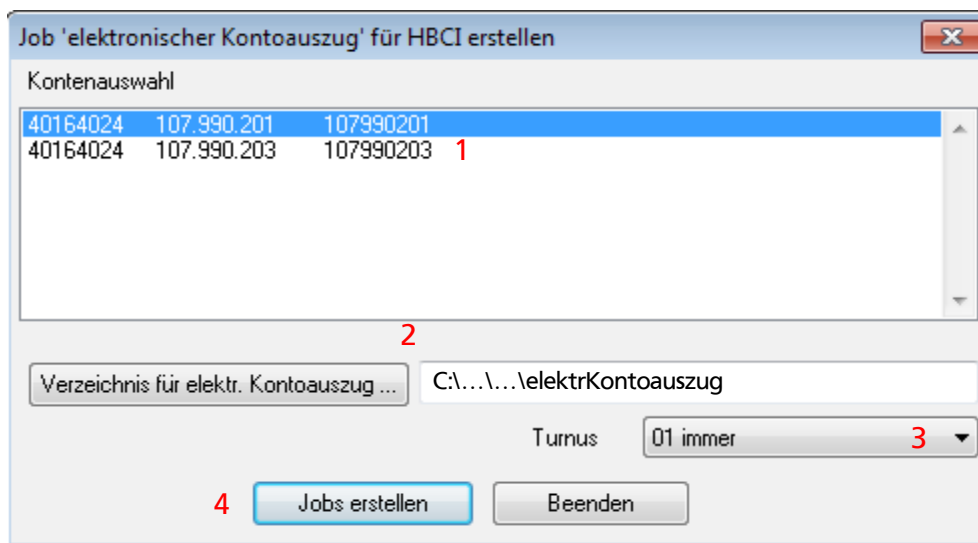 Job 'elektronischer Kontoauszug' für HBCI erstellen
Kontenauswahl
40164024 107.990.201 107990201
40164024 107.990.203 107990203 1
2
Verzeichnis für elektr. Kontoauszug ... C:\...\...\elektrKontoauszug
Turnus 01 immer 3
4 Jobs erstellen Beenden